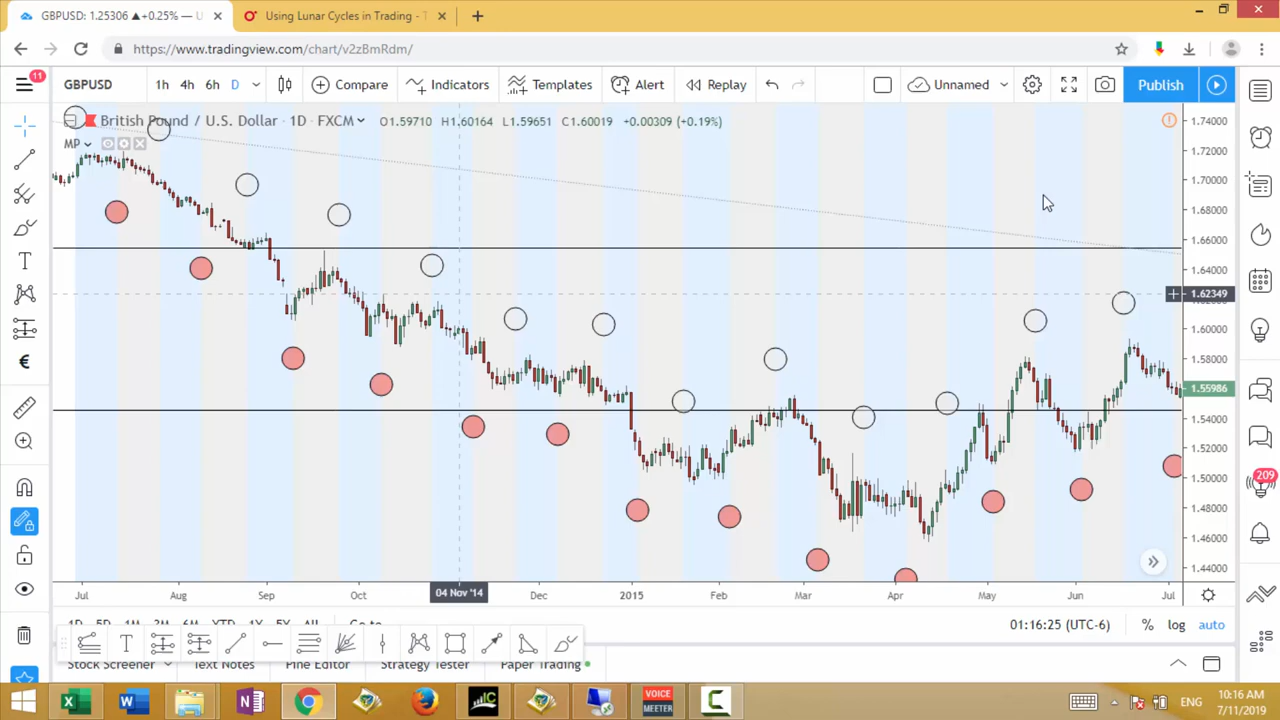 GBPUSD: 1.25306 ▲+0.25% — U
Using Lunar Cycles in Trading - T
https://www.tradingview.com/chart/v2zBmRdm/
11
GBPUSD 1h 4h 6h D Compare Indicators Templates Alert Replay Unnamed Publish
British Pound / U.S. Dollar · 1D · FXCM O1.59710 H1.60164 L1.59651 C1.60019 +0.00309 (+0.19%)
MP
1.74000
1.72000
1.70000
1.68000
1.66000
1.64000
1.62349
1.60000
1.58000
1.55986
1.54000
1.52000
1.50000
1.48000
1.46000
1.44000
T
€
209
Jul Aug Sep Oct 04 Nov '14 Dec 2015 Feb Mar Apr May Jun Jul
01:16:25 (UTC-6) % log auto
T
Stock Screener Text Notes Pine Editor Strategy Tester Paper Trading
VOICE
MEETER
ENG
10:16 AM
7/11/2019